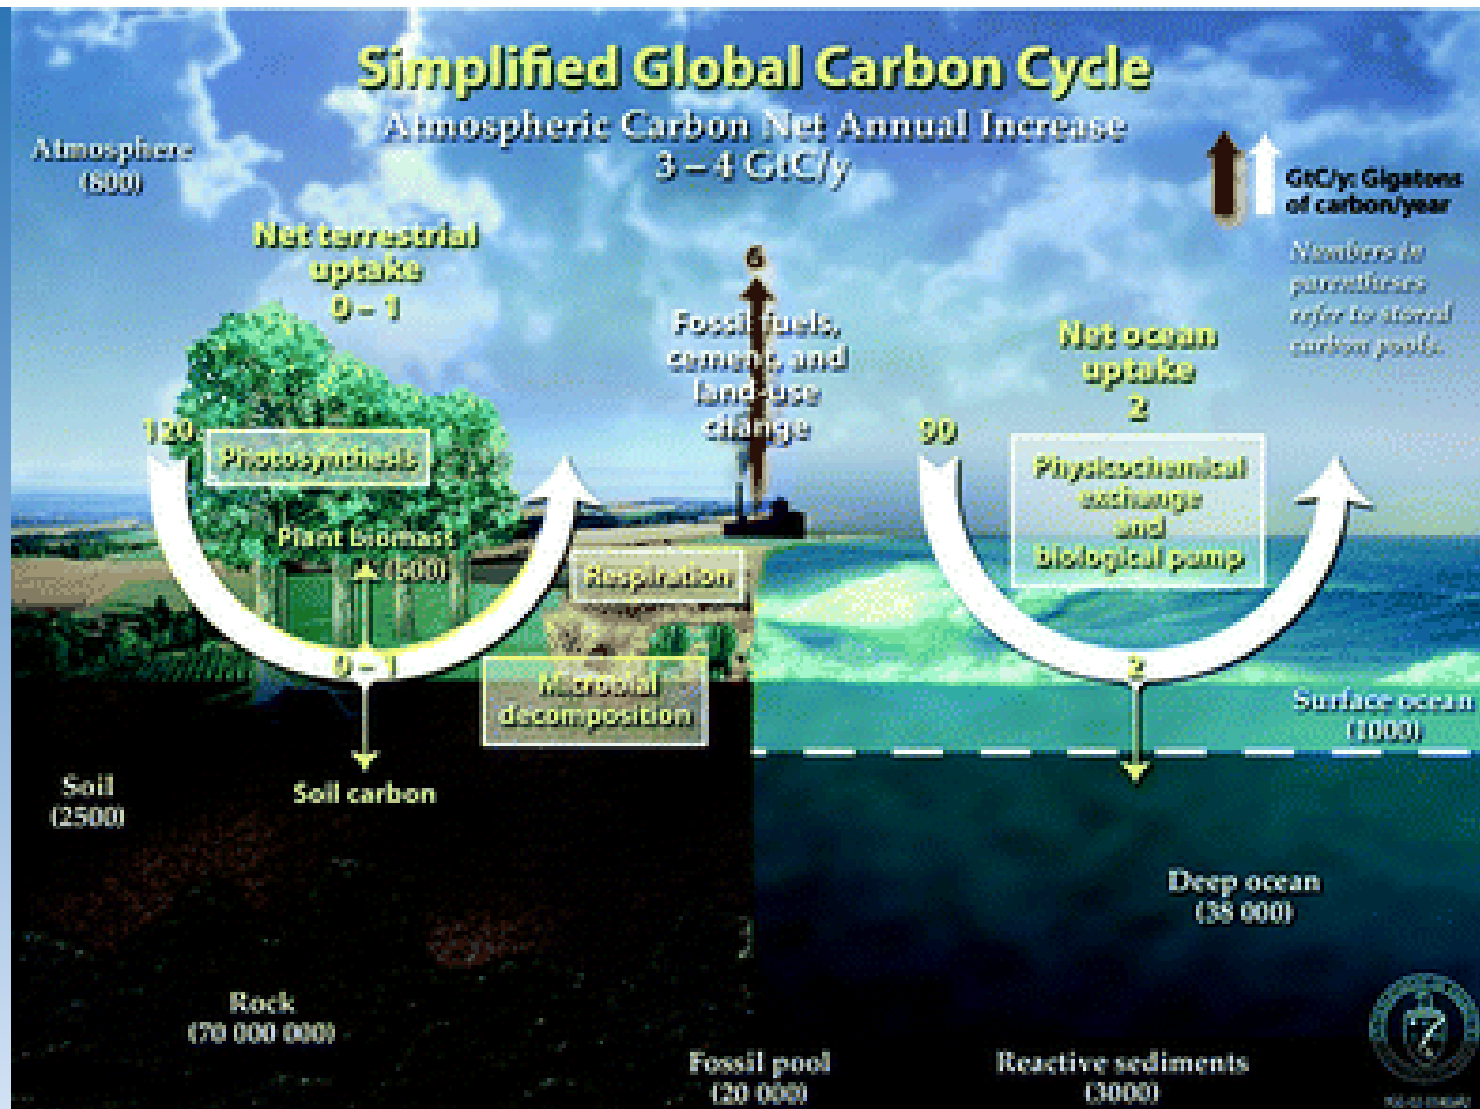 Simplified Global Carbon Cycle
Atmospheric Carbon Net Annual Increase
3 – 4 GtC/y
Atmosphere
(800)
GtC/y: Gigatons
of carbon/year
Numbers in
parentheses
refer to stored
carbon pools.
Net terrestrial
uptake
0 – 1
6
Fossil fuels,
cement, and
land-use
change
Net ocean
uptake
2
120
Photosynthesis
90
Physicochemical
exchange
and
biological pump
Plant biomass
Respiration
0 – 1
Microbial
decomposition
2
Surface ocean
(1000)
Soil
(2500)
Soil carbon
Deep ocean
(38 000)
Rock
(70 000 000)
Fossil pool
(20 000)
Reactive sediments
(3000)